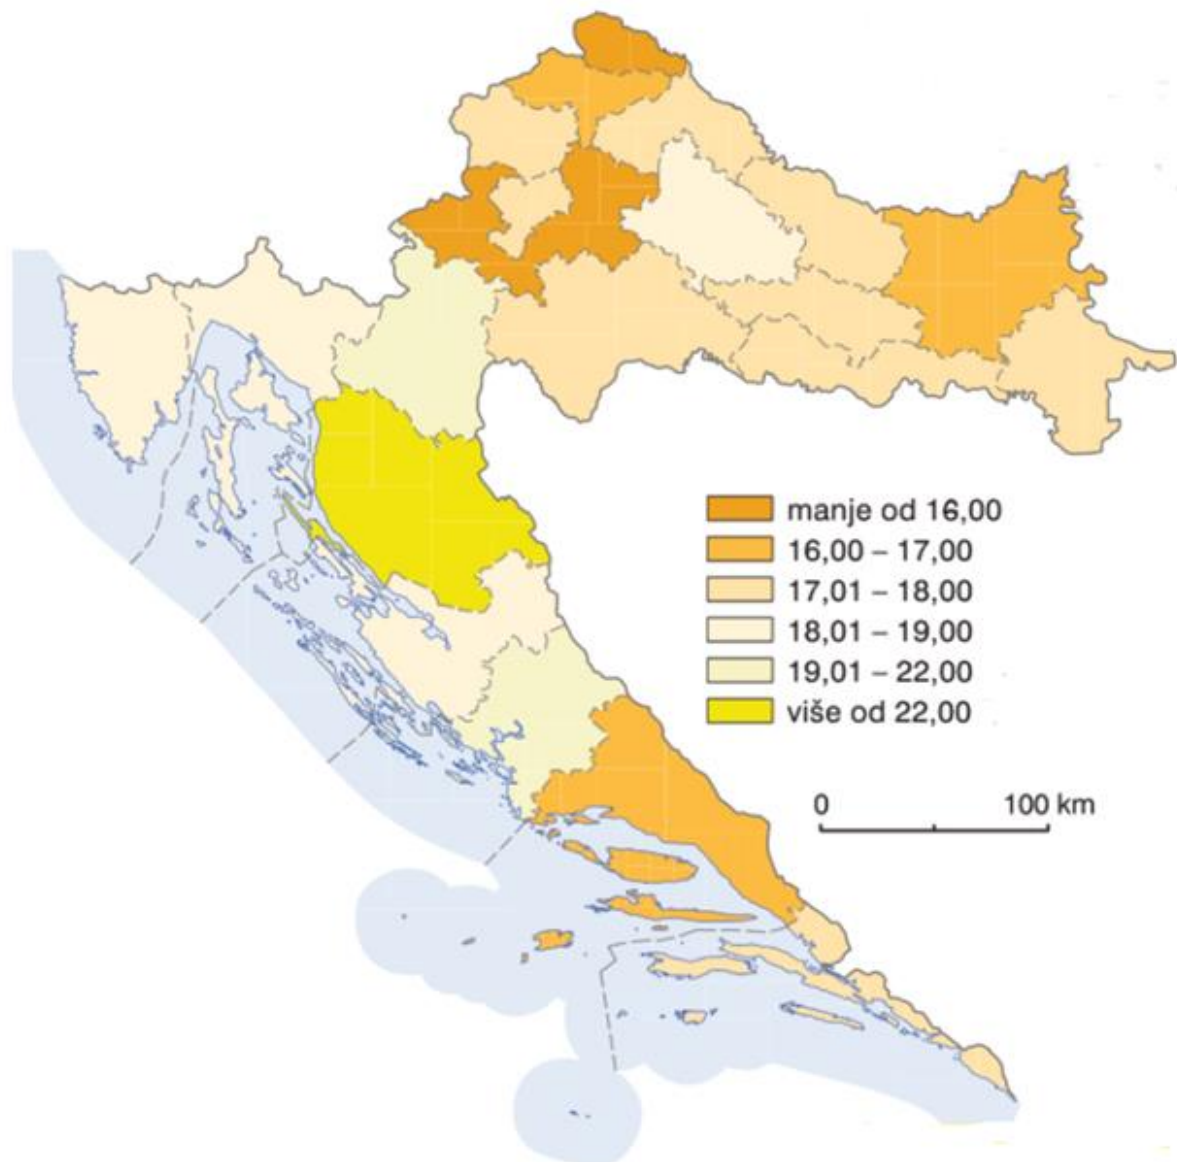 manje od 16,00
16,00 – 17,00
17,01 – 18,00
18,01 – 19,00
19,01 – 22,00
više od 22,00
0 100 km